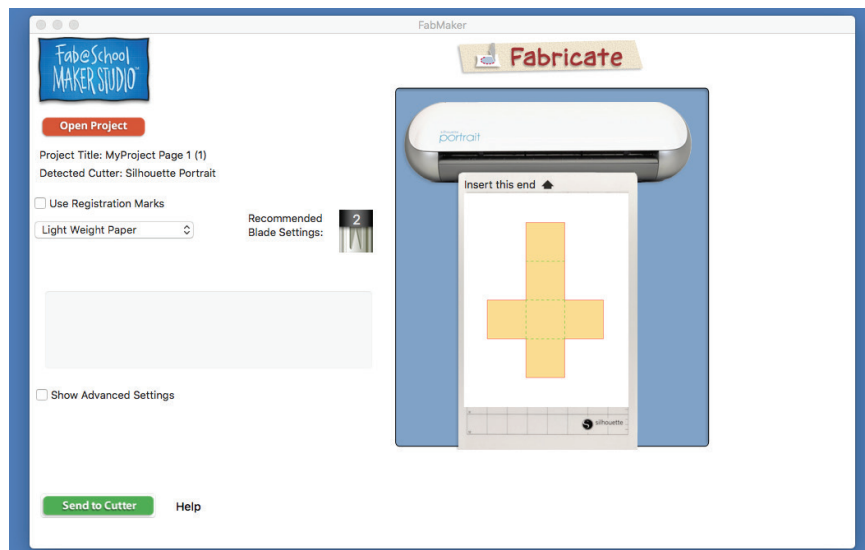 FabMaker
Fab@School
MAKER STUDIO™
Fabricate
Open Project
Project Title: MyProject Page 1 (1)
Detected Cutter: Silhouette Portrait
Use Registration Marks
Light Weight Paper
Recommended
Blade Settings:
2
portrait
Insert this end
silhouette
Show Advanced Settings
Send to Cutter
Help